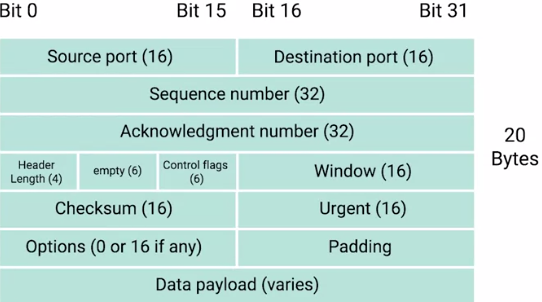 Bit 0 Bit 15 Bit 16 Bit 31
Source port (16) Destination port (16)
Sequence number (32)
Acknowledgment number (32)
20
Bytes
Header
Length (4)
empty (6)
Control flags
(6)
Window (16)
Checksum (16) Urgent (16)
Options (0 or 16 if any) Padding
Data payload (varies)